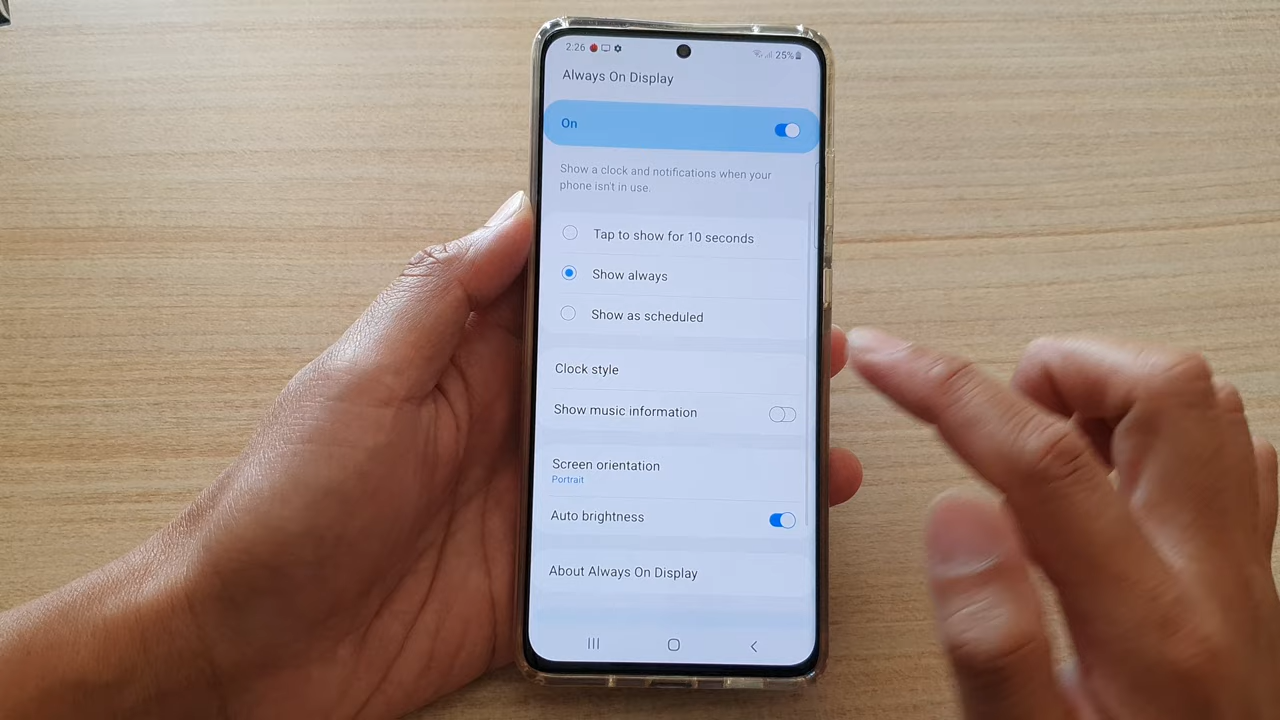 2:26
25%
Always On Display
On
Show a clock and notifications when your
phone isn't in use.
Tap to show for 10 seconds
Show always
Show as scheduled
Clock style
Show music information
Screen orientation
Portrait
Auto brightness
About Always On Display